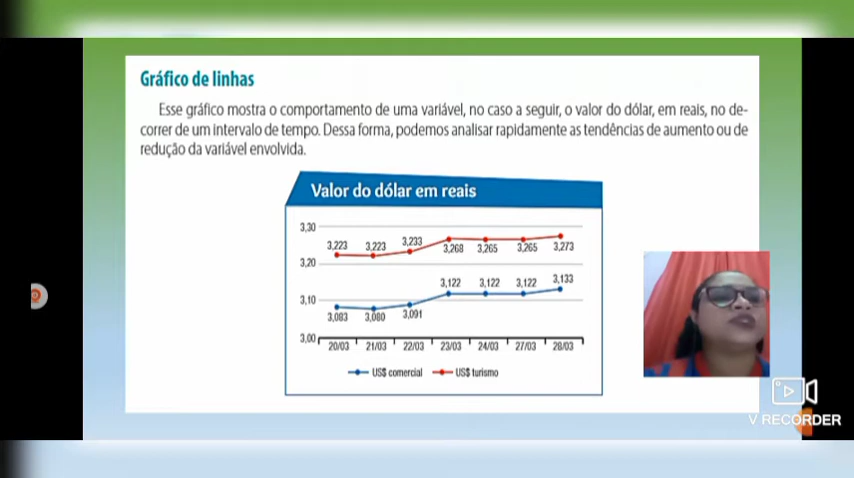 Gráfico de linhas
Esse gráfico mostra o comportamento de uma variável, no caso a seguir, o valor do dólar, em reais, no de-
correr de um intervalo de tempo. Dessa forma, podemos analisar rapidamente as tendências de aumento ou de
redução da variável envolvida.
Valor do dólar em reais
3,30
3,223 3,223 3,233 3,268 3,265 3,265 3,273
3,20
3,122 3,122 3,122 3,133
3,10
3,083 3,080 3,091
3,00
20/03 21/03 22/03 23/03 24/03 27/03 28/03
US$ comercial US$ turismo
V RECORDER